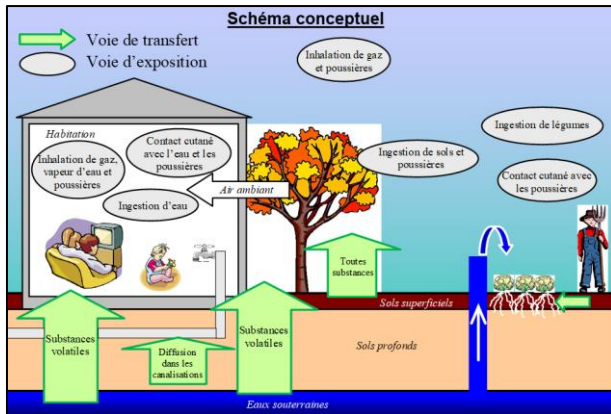 Schéma conceptuel
Voie de transfert
Voie d'exposition
Inhalation de gaz
et poussières
Habitation
Contact cutané
avec l'eau et les
poussières
Inhalation de gaz,
vapeur d'eau et
poussières
Ingestion d'eau
Air ambiant
Ingestion de sols et
poussières
Ingestion de légumes
Contact cutané avec
les poussières
Toutes
substances
Sols superficiels
Substances
volatiles
Diffusion
dans les
canalisations
Substances
volatiles
Sols profonds
Eaux souterraines